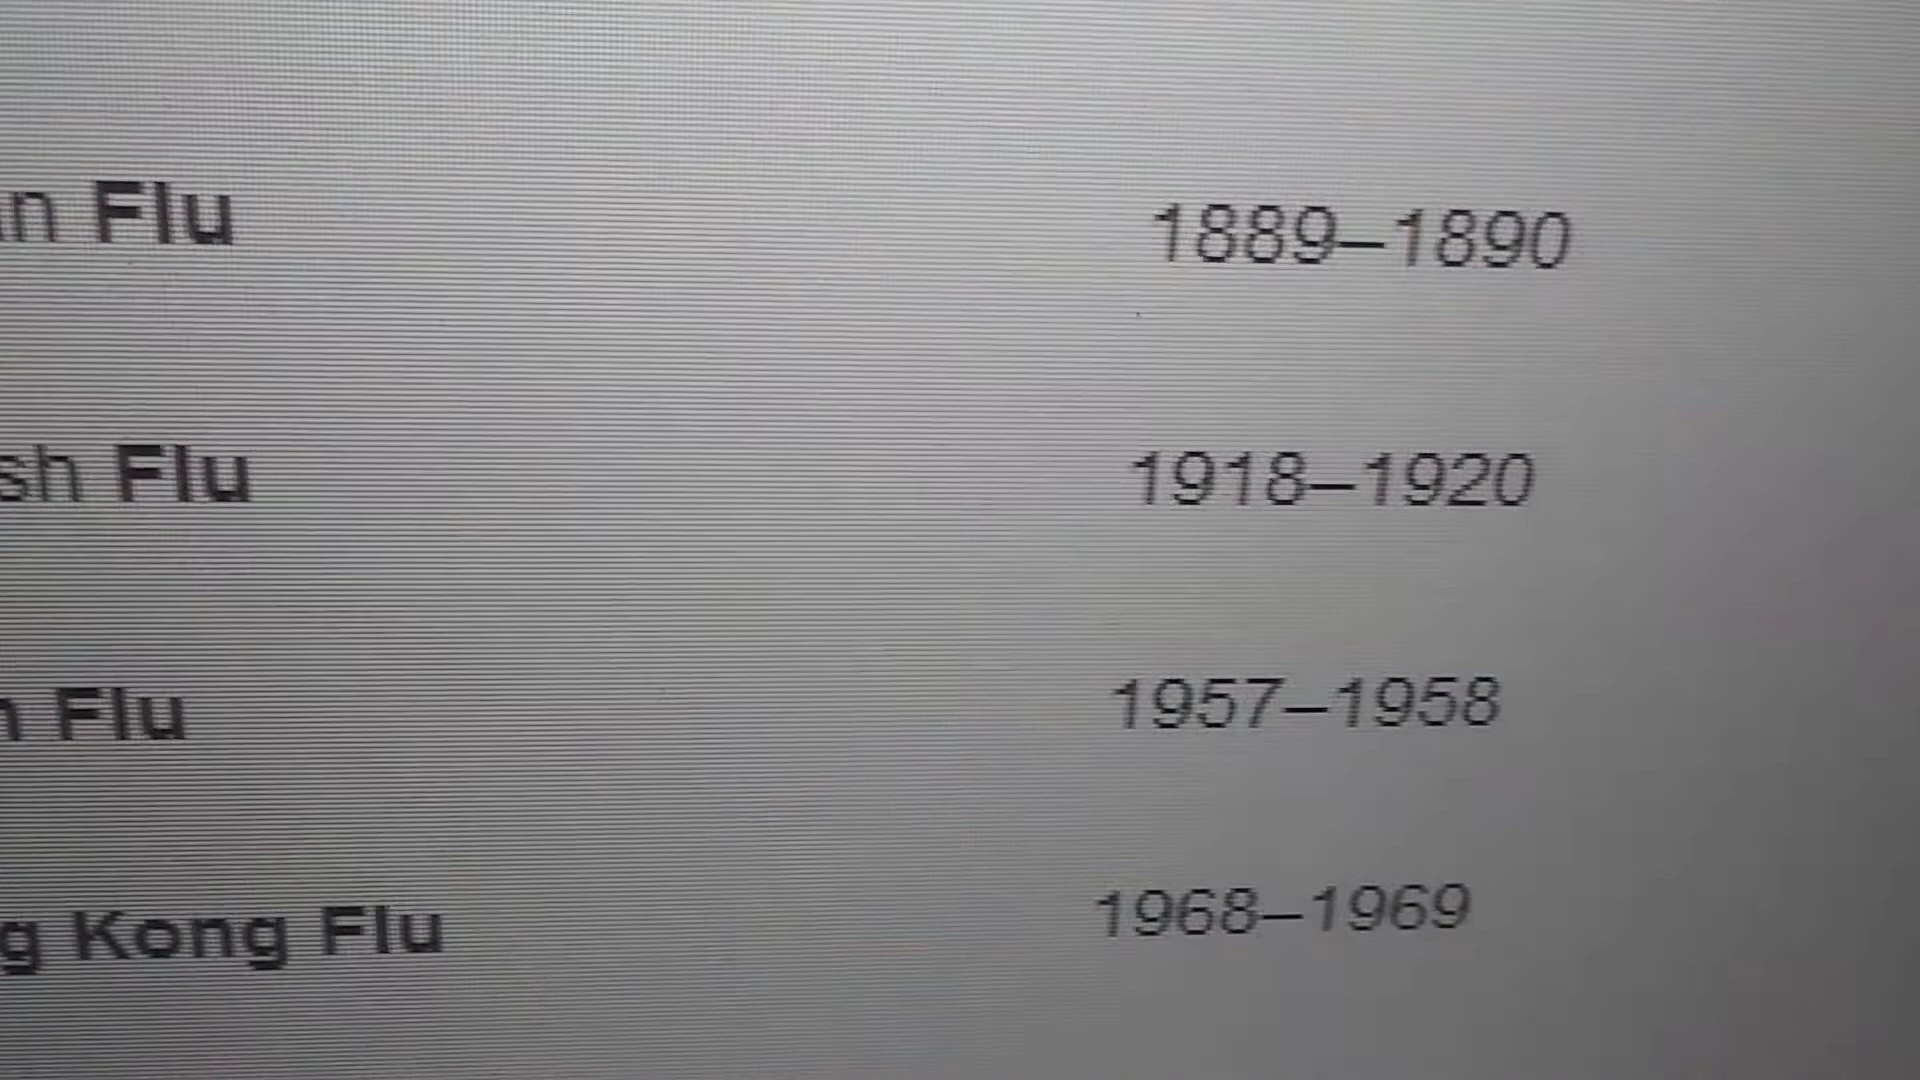 n Flu 1889–1890
sh Flu 1918–1920
n Flu 1957–1958
g Kong Flu 1968–1969